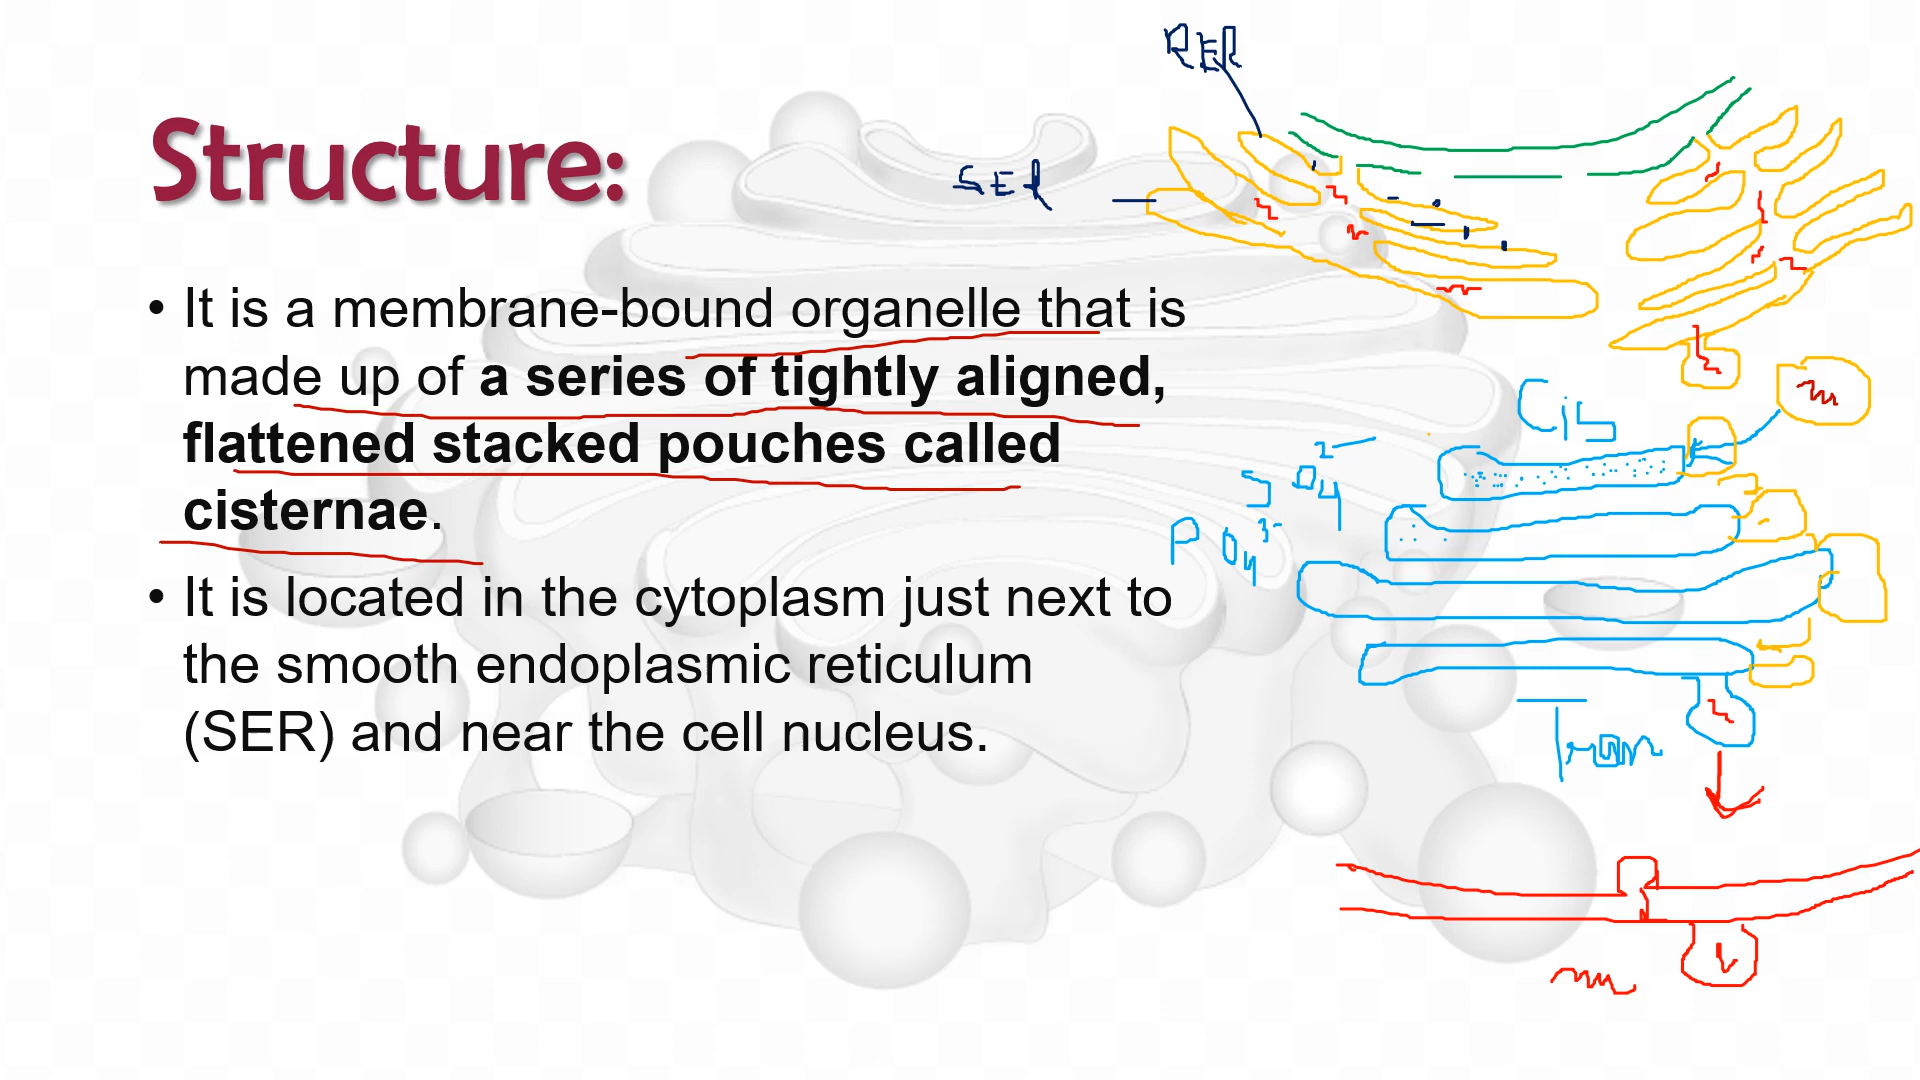 Structure:
• It is a membrane-bound organelle that is
made up of a series of tightly aligned,
flattened stacked pouches called
cisternae.
• It is located in the cytoplasm just next to
the smooth endoplasmic reticulum
(SER) and near the cell nucleus.
RER
SER
Cis
SO4 2-
PO4 3-
Tran